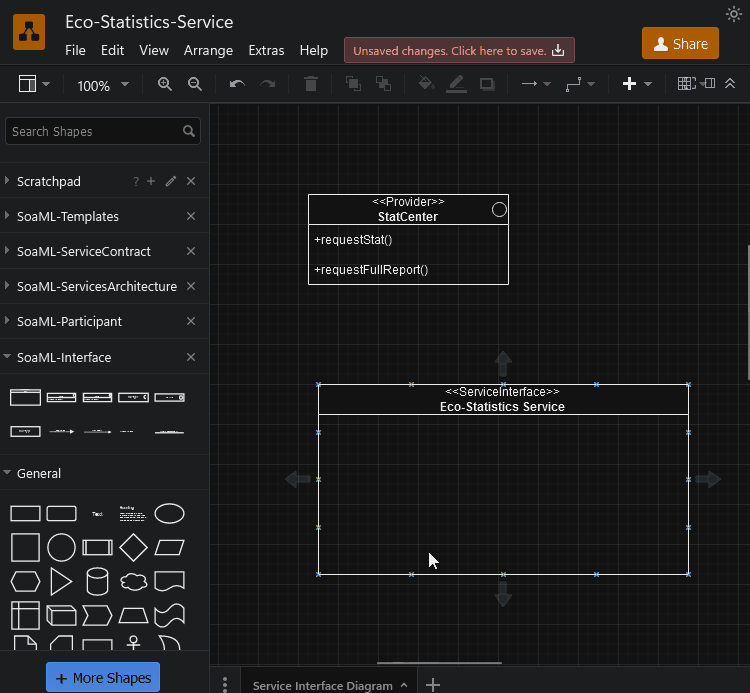 Eco-Statistics-Service
File Edit View Arrange Extras Help
Unsaved changes. Click here to save.
Share
100%
Search Shapes
Scratchpad ?
SoaML-Templates
SoaML-ServiceContract
SoaML-ServicesArchitecture
SoaML-Participant
SoaML-Interface
General
Text
Heading
More Shapes
<<Provider>>
StatCenter
+requestStat()
+requestFullReport()
<<ServiceInterface>>
Eco-Statistics Service
Service Interface Diagram